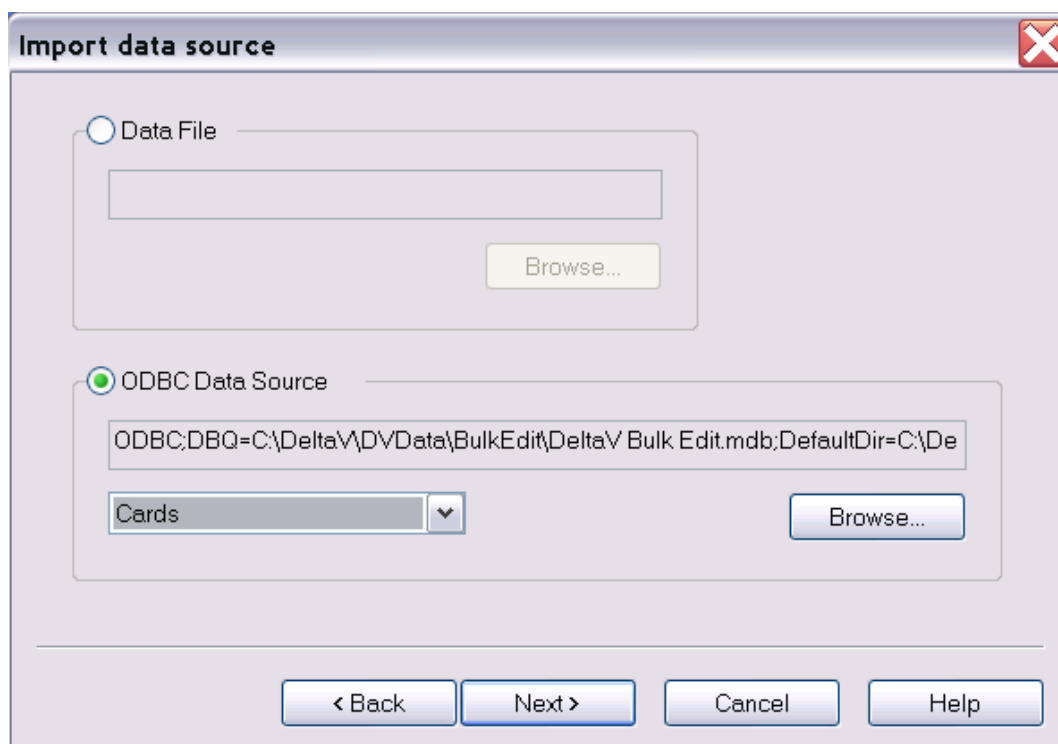 Import data source
Data File
Browse...
ODBC Data Source
ODBC;DBQ=C:\DeltaV\DVData\BulkEdit\DeltaV Bulk Edit.mdb;DefaultDir=C:\De
Cards
Browse...
< Back Next > Cancel Help